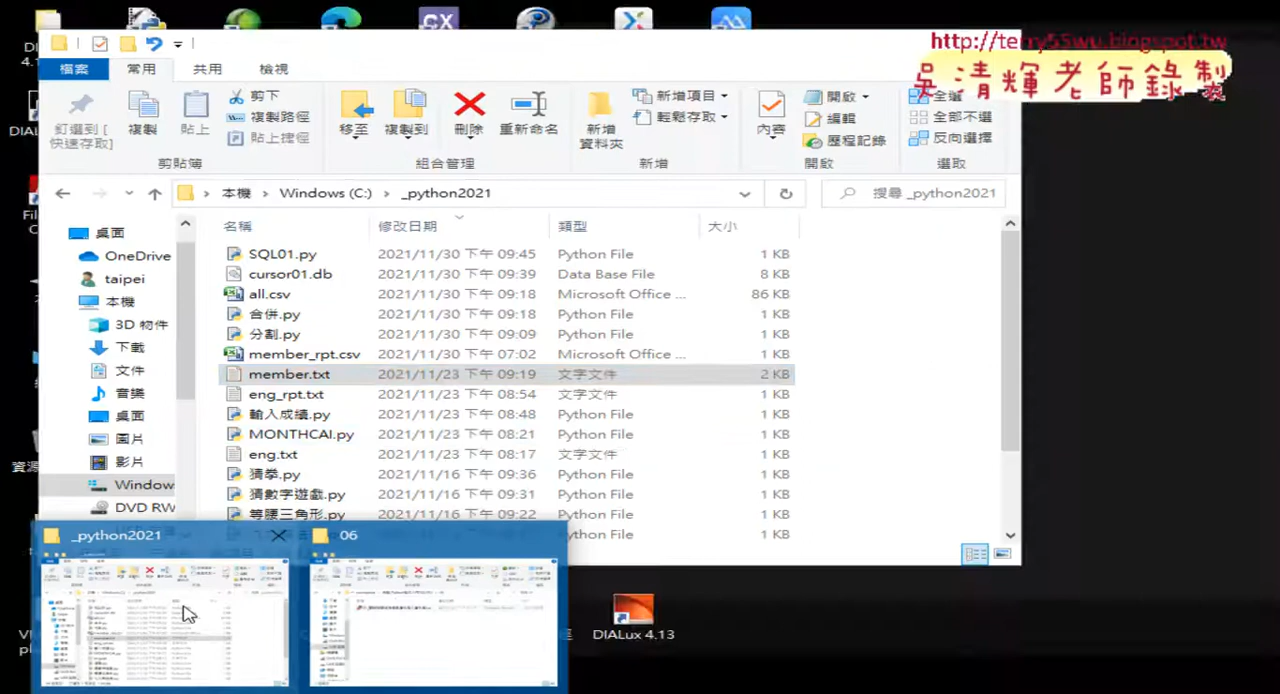 http://terry55wu.blogspot.tw
吳清輝老師錄製
檔案 常用 共用 檢視
釘選到 [快速存取]
複製
貼上
剪下
複製路徑
貼上捷徑
剪貼簿
移至
複製到
刪除
重新命名
組合管理
新增資料夾
新增項目
輕鬆存取
新增
內容
開啟
編輯
歷程記錄
開啟
全選
全部不選
反向選擇
選取
本機 > Windows (C:) > _python2021
搜尋 _python2021
桌面
OneDrive
taipei
本機
3D 物件
下載
文件
音樂
桌面
圖片
影片
Window
DVD RW
名稱 修改日期 類型 大小
SQL01.py 2021/11/30 下午 09:45 Python File 1 KB
cursor01.db 2021/11/30 下午 09:39 Data Base File 8 KB
all.csv 2021/11/30 下午 09:18 Microsoft Office ... 86 KB
合併.py 2021/11/30 下午 09:18 Python File 1 KB
分割.py 2021/11/30 下午 09:09 Python File 1 KB
member_rpt.csv 2021/11/30 下午 07:02 Microsoft Office ... 1 KB
member.txt 2021/11/23 下午 09:19 文字文件 2 KB
eng_rpt.txt 2021/11/23 下午 08:54 文字文件 1 KB
輸入成績.py 2021/11/23 下午 08:48 Python File 1 KB
MONTHCAI.py 2021/11/23 下午 08:21 Python File 1 KB
eng.txt 2021/11/23 下午 08:17 文字文件 1 KB
猜拳.py 2021/11/16 下午 09:36 Python File 1 KB
猜數字遊戲.py 2021/11/16 下午 09:31 Python File 1 KB
等腰三角形.py 2021/11/16 下午 09:22 Python File 1 KB
Python File 1 KB
_python2021
06
DIALux 4.13
CX